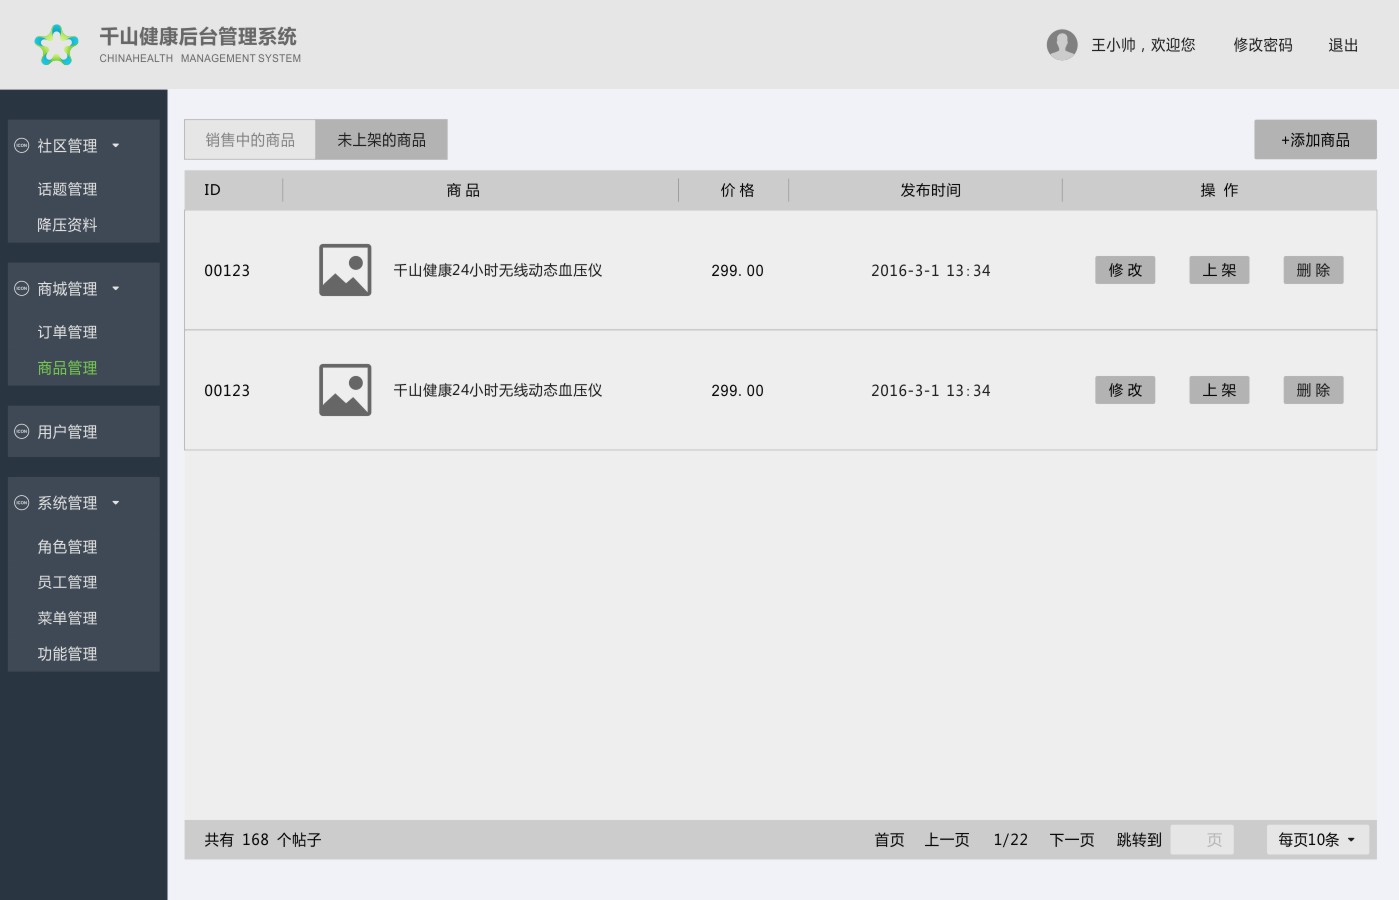 千山健康后台管理系统
CHINAHEALTH MANAGEMENT SYSTEM
王小帅，欢迎您 修改密码 退出
社区管理
话题管理
降压资料
商城管理
订单管理
商品管理
用户管理
系统管理
角色管理
员工管理
菜单管理
功能管理
销售中的商品 未上架的商品 +添加商品
ID 商品 价格 发布时间 操作
00123 千山健康24小时无线动态血压仪 299.00 2016-3-1 13:34 修改 上架 删除
00123 千山健康24小时无线动态血压仪 299.00 2016-3-1 13:34 修改 上架 删除
共有 168 个帖子 首页 上一页 1/22 下一页 跳转到 页 每页10条